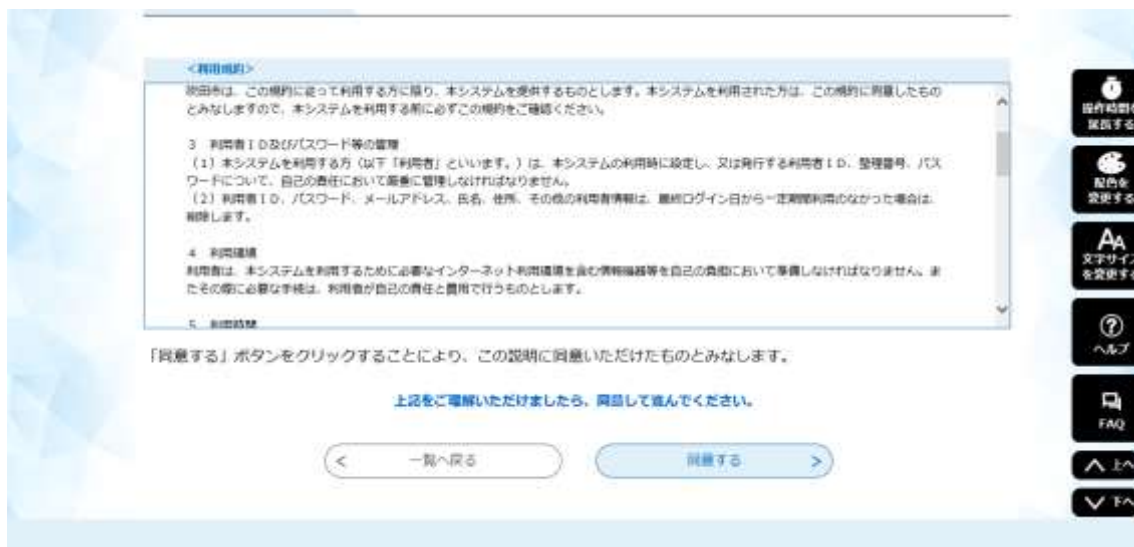 <利用規約>
吹田市は、この規約に従って利用する方に限り、本システムを提供するものとします。本システムを利用された方は、この規約に同意したもの
とみなしますので、本システムを利用する前に必ずこの規約をご確認ください。
3 利用者ID及びパスワード等の管理
(1)本システムを利用する方(以下「利用者」といいます。)は、本システムの利用時に設定し、又は発行する利用者ID、整理番号、パス
ワードについて、自己の責任において厳重に管理しなければなりません。
(2)利用者ID、パスワード、メールアドレス、氏名、住所、その他の利用者情報は、最終ログイン日から一定期間利用のなかった場合は、
削除します。
4 利用環境
利用者は、本システムを利用するために必要なインターネット利用環境を含む情報機器等を自己の負担において準備しなければなりません。ま
たその際に必要な手続は、利用者が自己の責任と費用で行うものとします。
5 利用時間
「同意する」ボタンをクリックすることにより、この説明に同意いただけたものとみなします。
上記をご理解いただけましたら、同意して進んでください。
< 一覧へ戻る
同意する >
操作時間を
延長する
配色を
変更する
AA
文字サイズ
を変更する
?
ヘルプ
FAQ
上へ
下へ